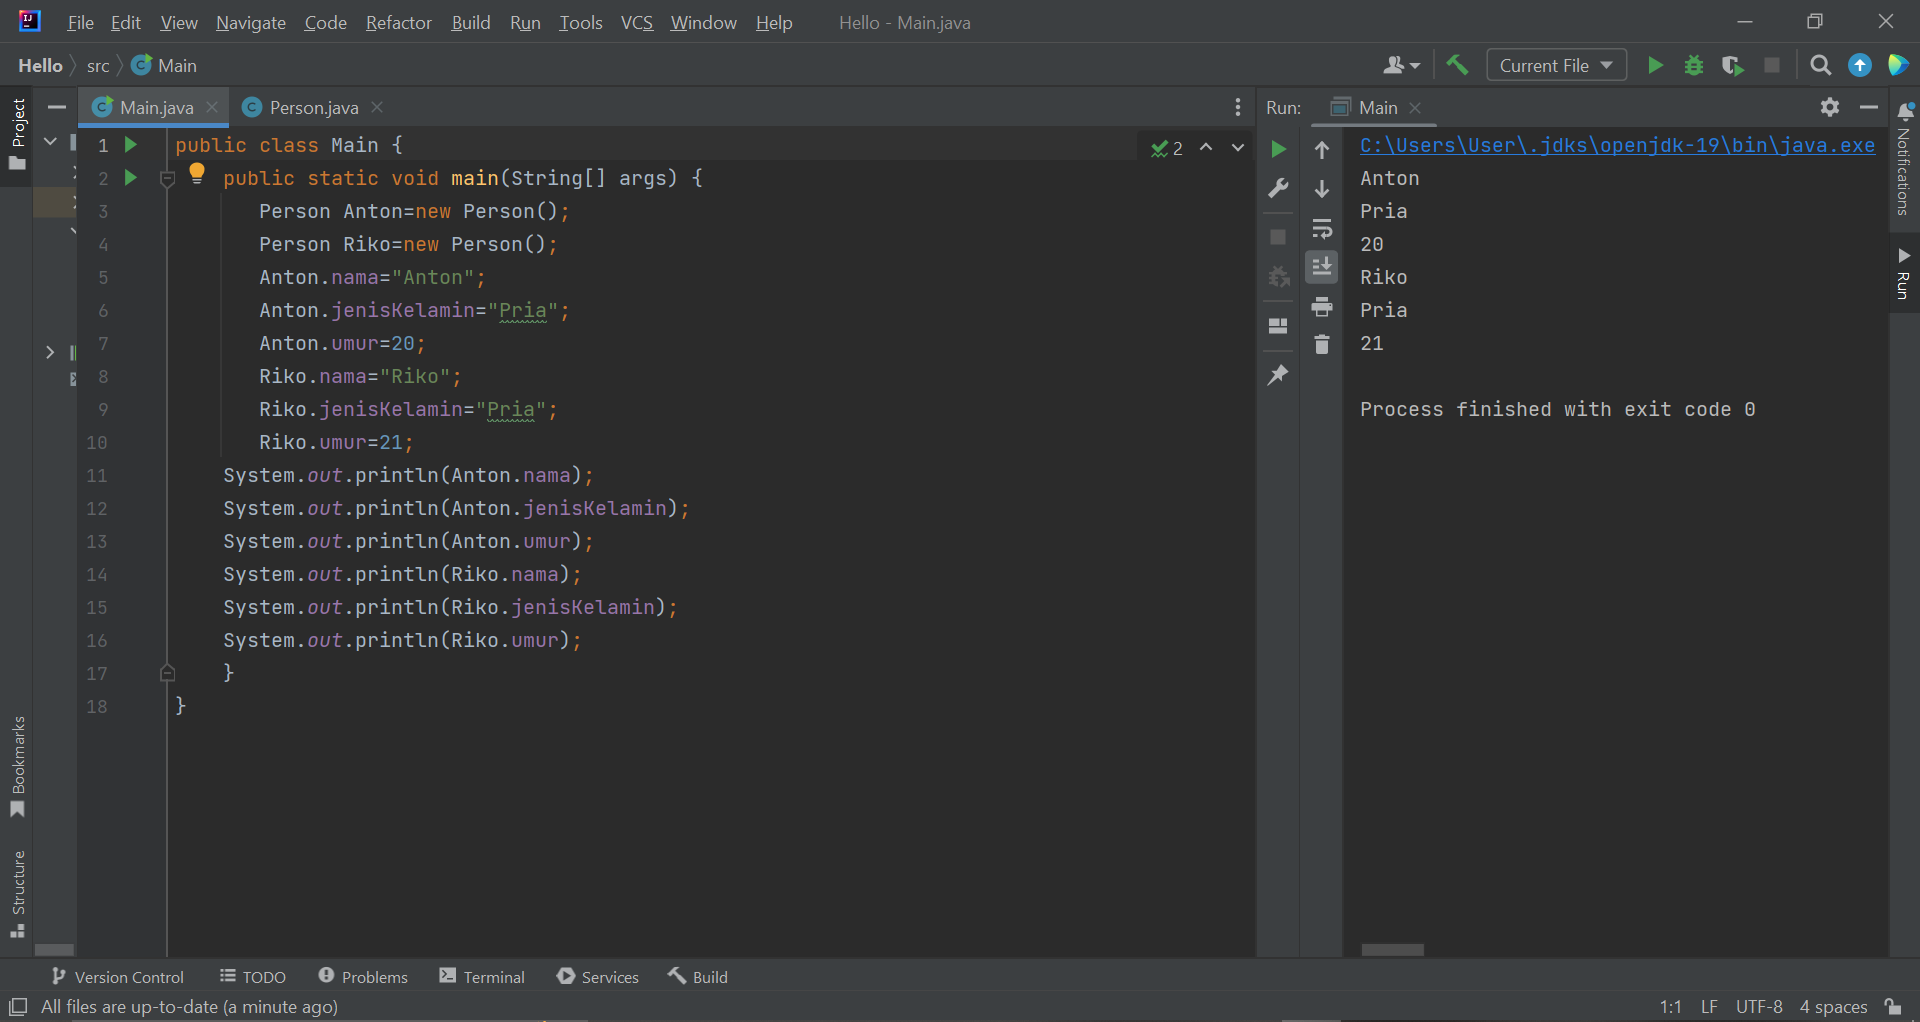 File Edit View Navigate Code Refactor Build Run Tools VCS Window Help Hello - Main.java
Hello src Main Current File
Project Main.java Person.java Run: Main Notifications
1 public class Main { 2
2 public static void main(String[] args) {
3 Person Anton=new Person();
4 Person Riko=new Person();
5 Anton.nama="Anton";
6 Anton.jenisKelamin="Pria";
7 Anton.umur=20;
8 Riko.nama="Riko";
9 Riko.jenisKelamin="Pria";
10 Riko.umur=21;
11 System.out.println(Anton.nama);
12 System.out.println(Anton.jenisKelamin);
13 System.out.println(Anton.umur);
14 System.out.println(Riko.nama);
15 System.out.println(Riko.jenisKelamin);
16 System.out.println(Riko.umur);
17 }
18 }
C:\Users\User\.jdks\openjdk-19\bin\java.exe
Anton
Pria
20
Riko
Pria
21
Process finished with exit code 0
Run
Bookmarks
Structure
Version Control TODO Problems Terminal Services Build
All files are up-to-date (a minute ago) 1:1 LF UTF-8 4 spaces